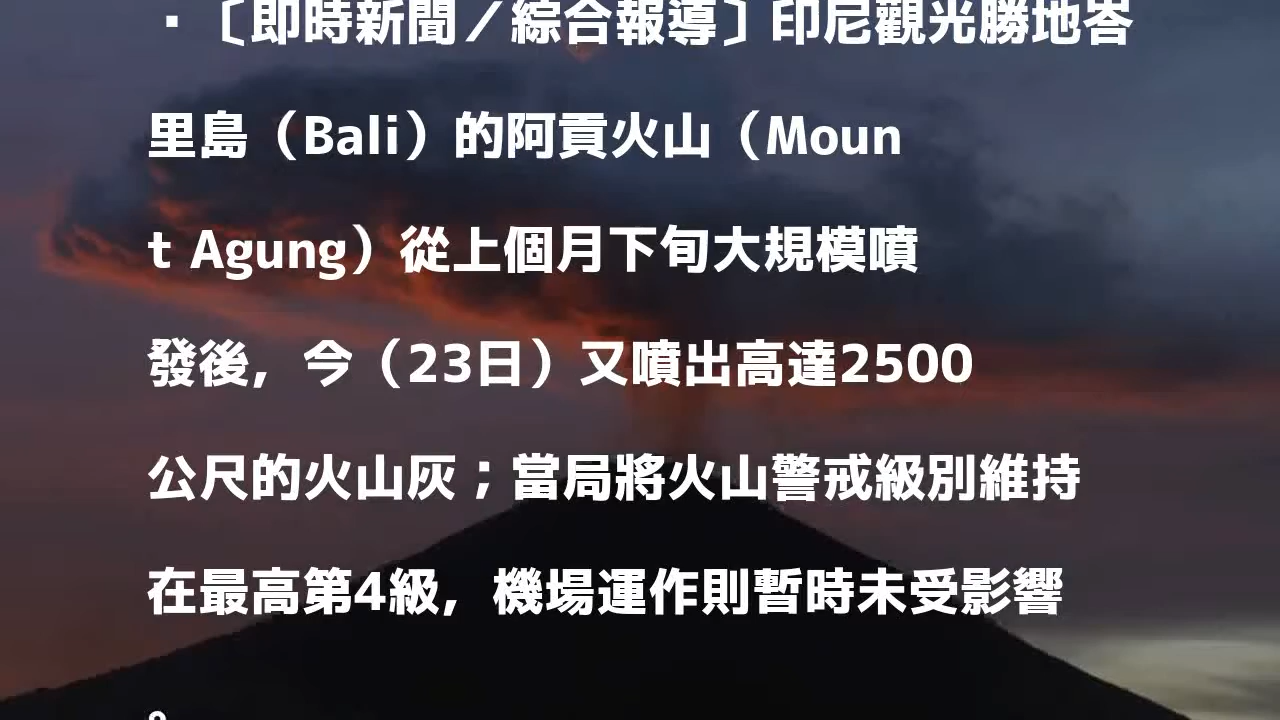 ▪〔即時新聞／綜合報導〕印尼觀光勝地峇
里島（Bali）的阿貢火山（Moun
t Agung）從上個月下旬大規模噴
發後，今（23日）又噴出高達2500
公尺的火山灰；當局將火山警戒級別維持
在最高第4級，機場運作則暫時未受影響
。